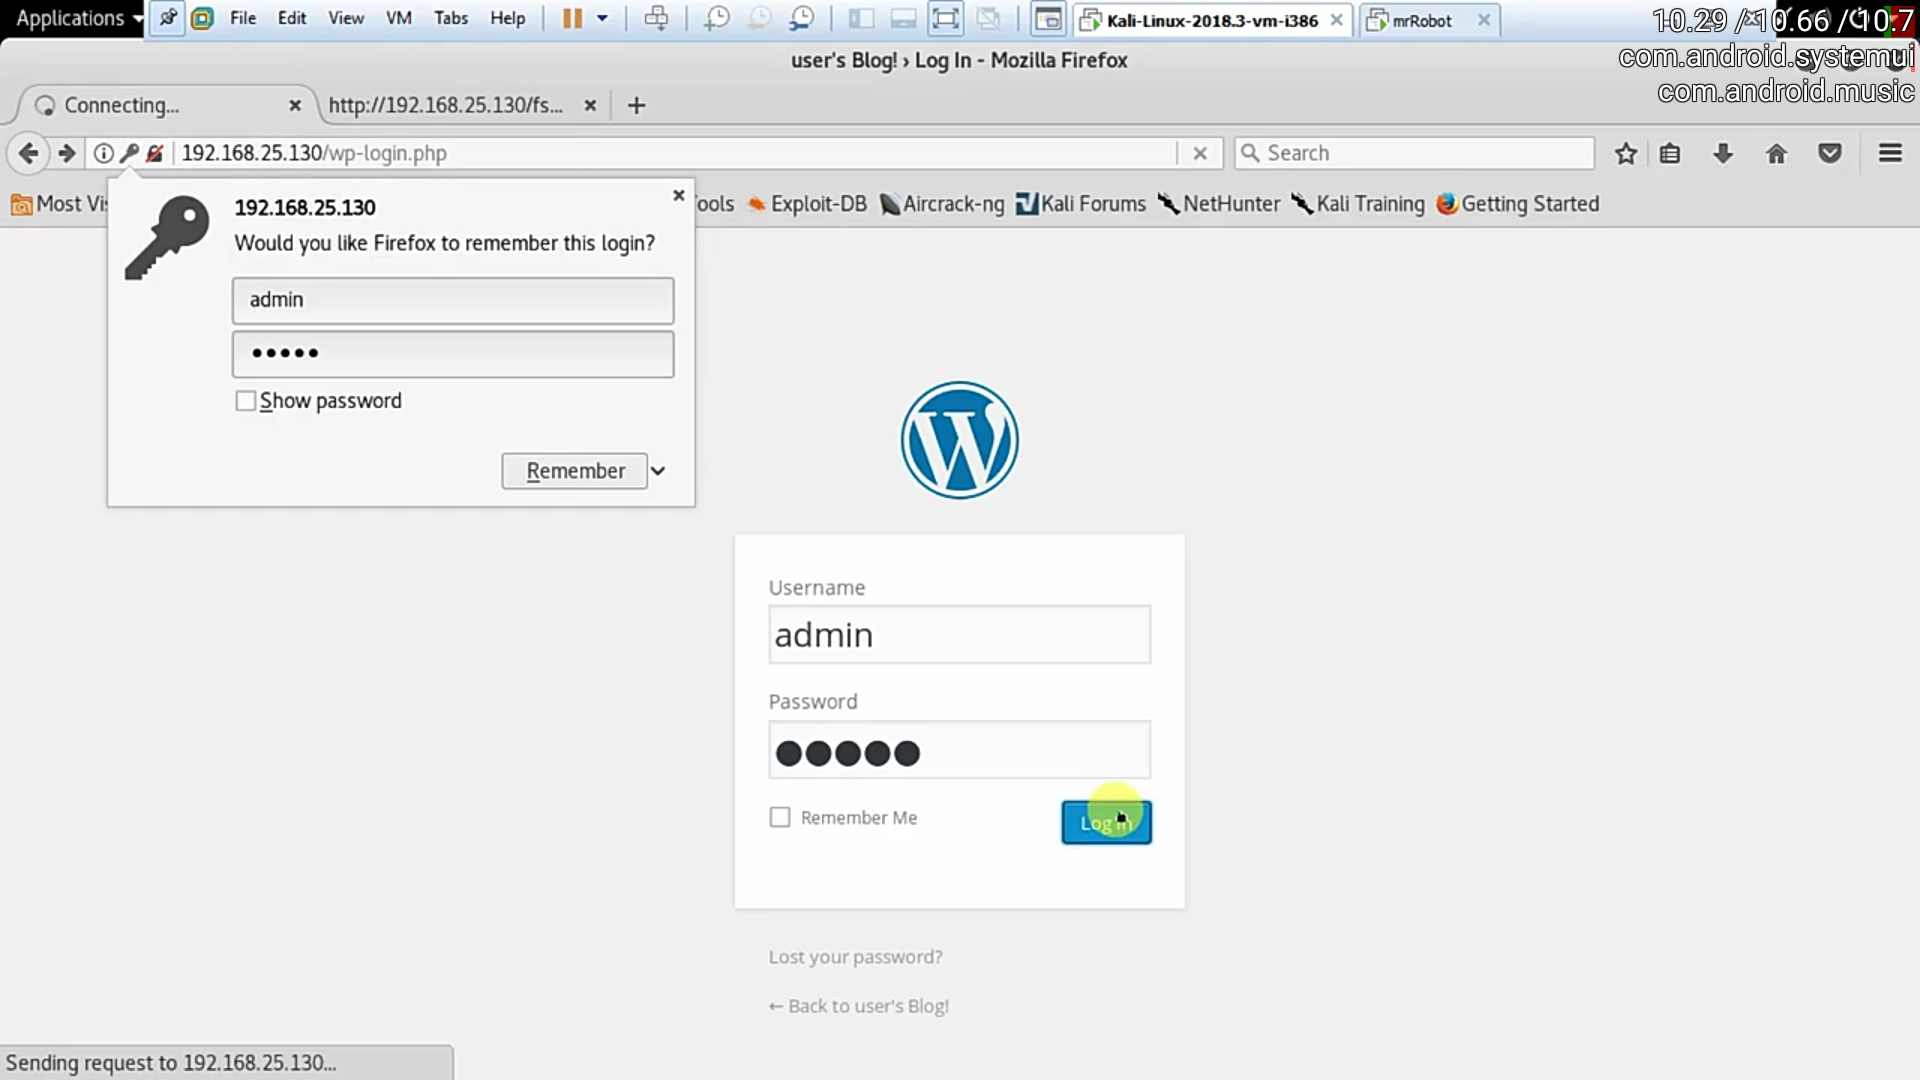 Applications
File Edit View VM Tabs Help
Kali-Linux-2018.3-vm-i386
mrRobot
10.29 / 10.66 / 10.7
com.android.systemui
com.android.music
user's Blog! › Log In - Mozilla Firefox
Connecting...
http://192.168.25.130/fs...
192.168.25.130/wp-login.php
Search
Most Vi
ools
Exploit-DB
Aircrack-ng
Kali Forums
NetHunter
Kali Training
Getting Started
192.168.25.130
Would you like Firefox to remember this login?
admin
•••••
Show password
Remember
Username
admin
Password
●●●●●
Remember Me
Log In
Lost your password?
← Back to user's Blog!
Sending request to 192.168.25.130...